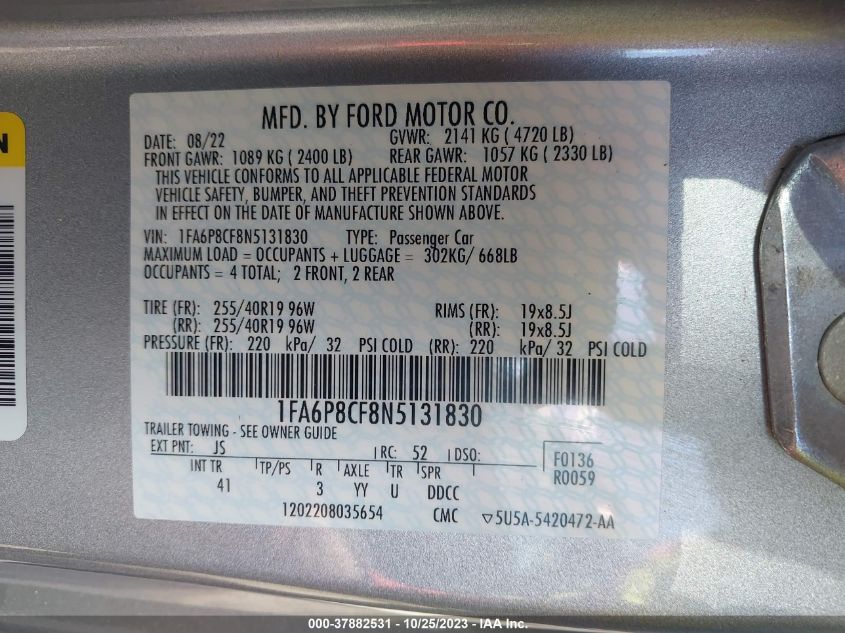 MFD. BY FORD MOTOR CO.
DATE: 08/22 GVWR: 2141 KG ( 4720 LB)
FRONT GAWR: 1089 KG ( 2400 LB) REAR GAWR: 1057 KG ( 2330 LB)
THIS VEHICLE CONFORMS TO ALL APPLICABLE FEDERAL MOTOR
VEHICLE SAFETY, BUMPER, AND THEFT PREVENTION STANDARDS
IN EFFECT ON THE DATE OF MANUFACTURE SHOWN ABOVE.
VIN: 1FA6P8CF8N5131830 TYPE: Passenger Car
MAXIMUM LOAD = OCCUPANTS + LUGGAGE = 302KG/ 668LB
OCCUPANTS = 4 TOTAL; 2 FRONT, 2 REAR
TIRE (FR): 255/40R19 96W RIMS (FR): 19x8.5J
(RR): 255/40R19 96W (RR): 19x8.5J
PRESSURE (FR): 220 kPa/ 32 PSI COLD (RR): 220 kPa/ 32 PSI COLD
1FA6P8CF8N5131830
TRAILER TOWING - SEE OWNER GUIDE
EXT PNT: JS RC: 52 DSO: F0136
INT TR TP/PS R AXLE TR SPR R0059
41 3 YY U DDCC
1202208035654 CMC ▽5U5A-5420472-AA
N
000-37882531 - 10/25/2023 - IAA Inc.